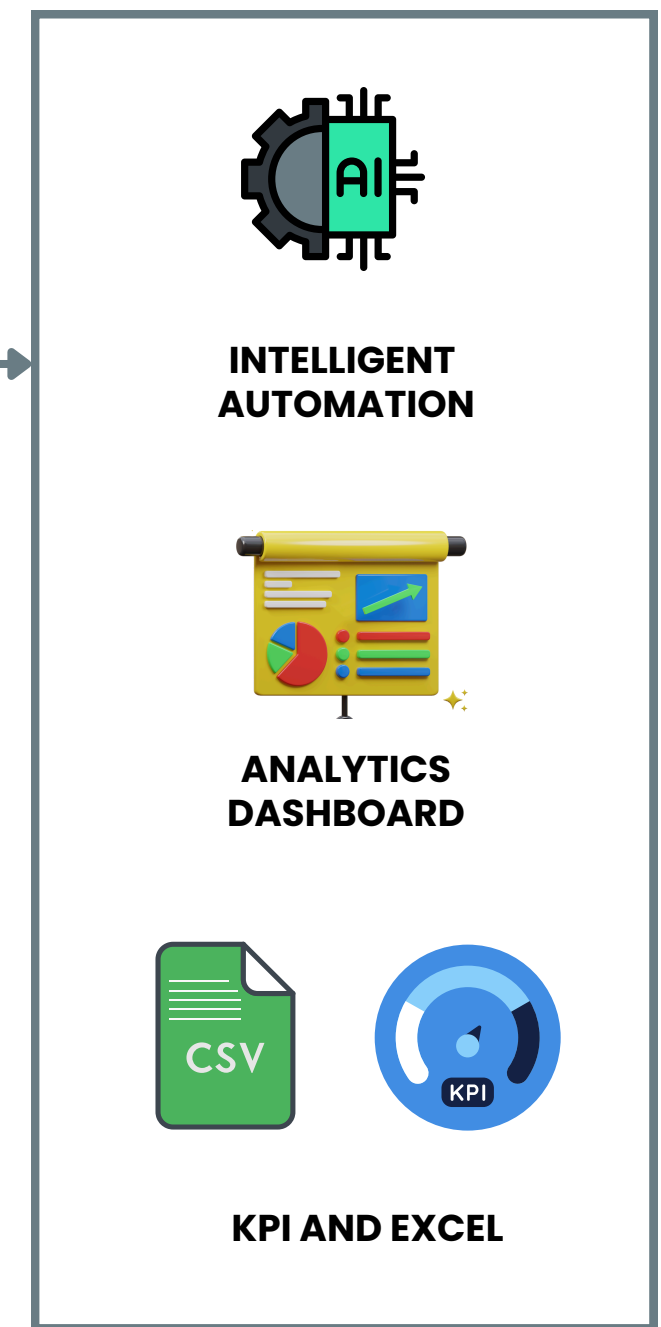 AI
INTELLIGENT
AUTOMATION
ANALYTICS
DASHBOARD
CSV
KPI
KPI AND EXCEL